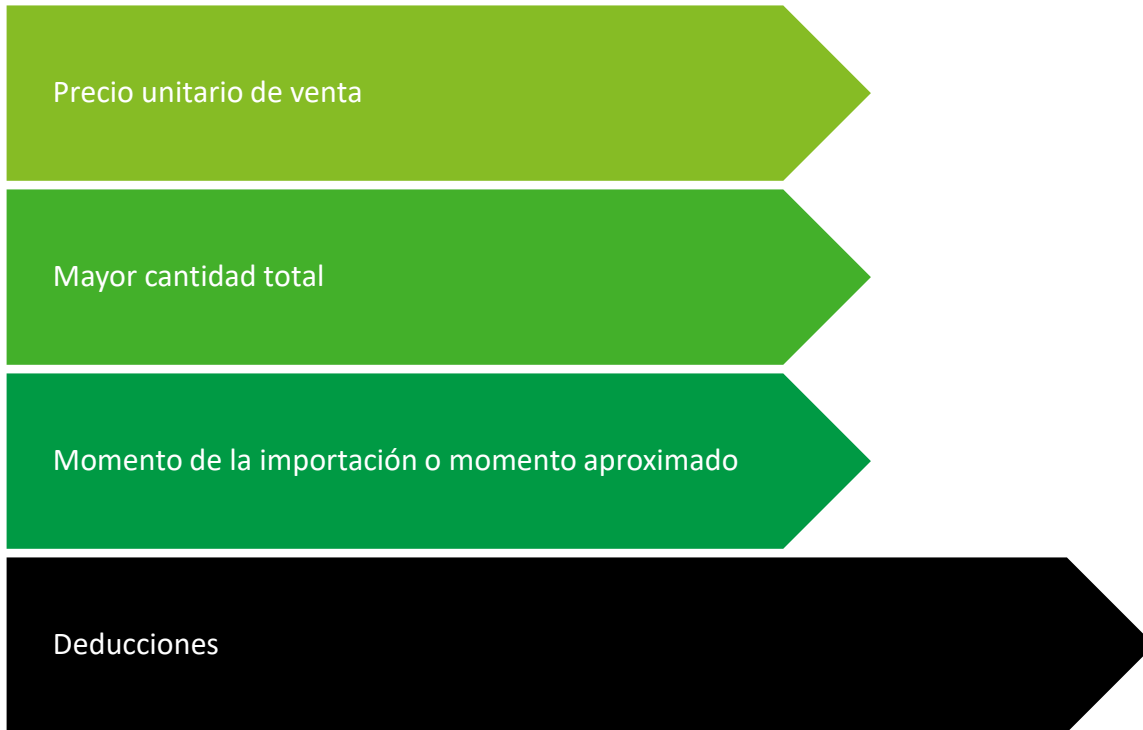 Precio unitario de venta
Mayor cantidad total
Momento de la importación o momento aproximado
Deducciones